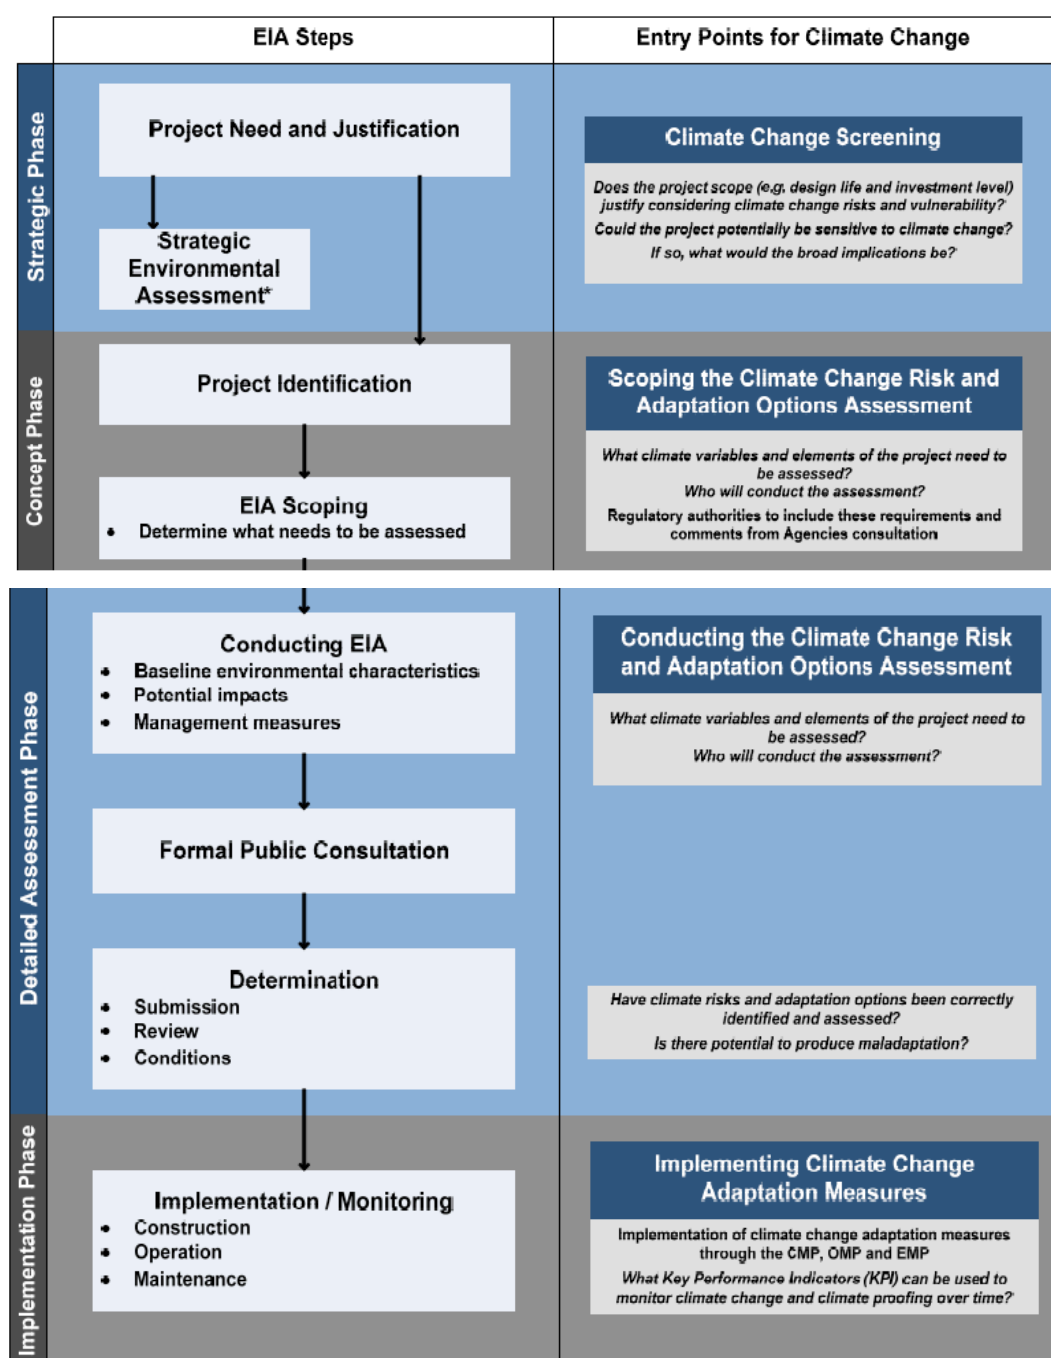 EIA Steps
Entry Points for Climate Change
Strategic Phase
Project Need and Justification
Strategic
Environmental
Assessment*
Climate Change Screening
Does the project scope (e.g. design life and investment level)
justify considering climate change risks and vulnerability?
Could the project potentially be sensitive to climate change?
If so, what would the broad implications be?
Concept Phase
Project Identification
EIA Scoping
• Determine what needs to be assessed
Scoping the Climate Change Risk and
Adaptation Options Assessment
What climate variables and elements of the project need to
be assessed?
Who will conduct the assessment?
Regulatory authorities to include these requirements and
comments from Agencies consultation
Detailed Assessment Phase
Conducting EIA
• Baseline environmental characteristics
• Potential impacts
• Management measures
Conducting the Climate Change Risk
and Adaptation Options Assessment
What climate variables and elements of the project need to
be assessed?
Who will conduct the assessment?
Formal Public Consultation
Determination
• Submission
• Review
• Conditions
Have climate risks and adaptation options been correctly
identified and assessed?
Is there potential to produce maladaptation?
Implementation Phase
Implementation / Monitoring
• Construction
• Operation
• Maintenance
Implementing Climate Change
Adaptation Measures
Implementation of climate change adaptation measures
through the CMP, OMP and EMP
What Key Performance Indicators (KPI) can be used to
monitor climate change and climate proofing over time?